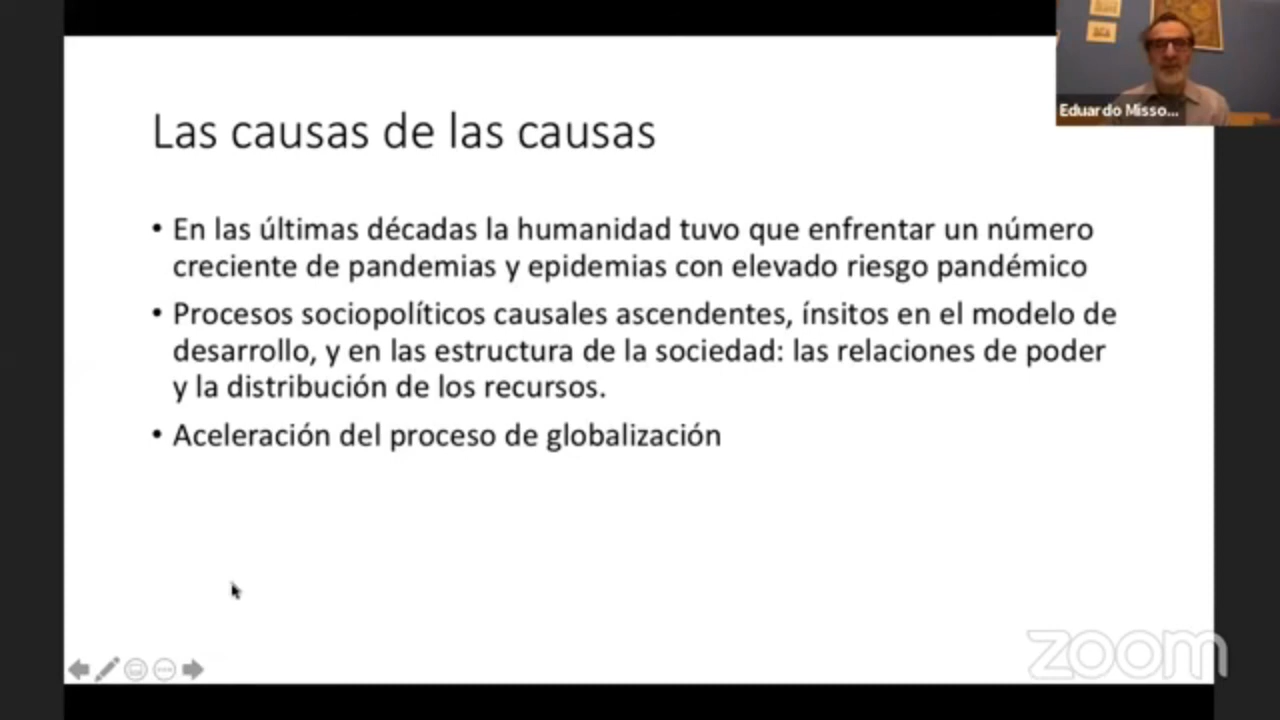 Las causas de las causas
• En las últimas décadas la humanidad tuvo que enfrentar un número
creciente de pandemias y epidemias con elevado riesgo pandémico
• Procesos sociopolíticos causales ascendentes, ínsitos en el modelo de
desarrollo, y en las estructura de la sociedad: las relaciones de poder
y la distribución de los recursos.
• Aceleración del proceso de globalización
Eduardo Misso...
zoom